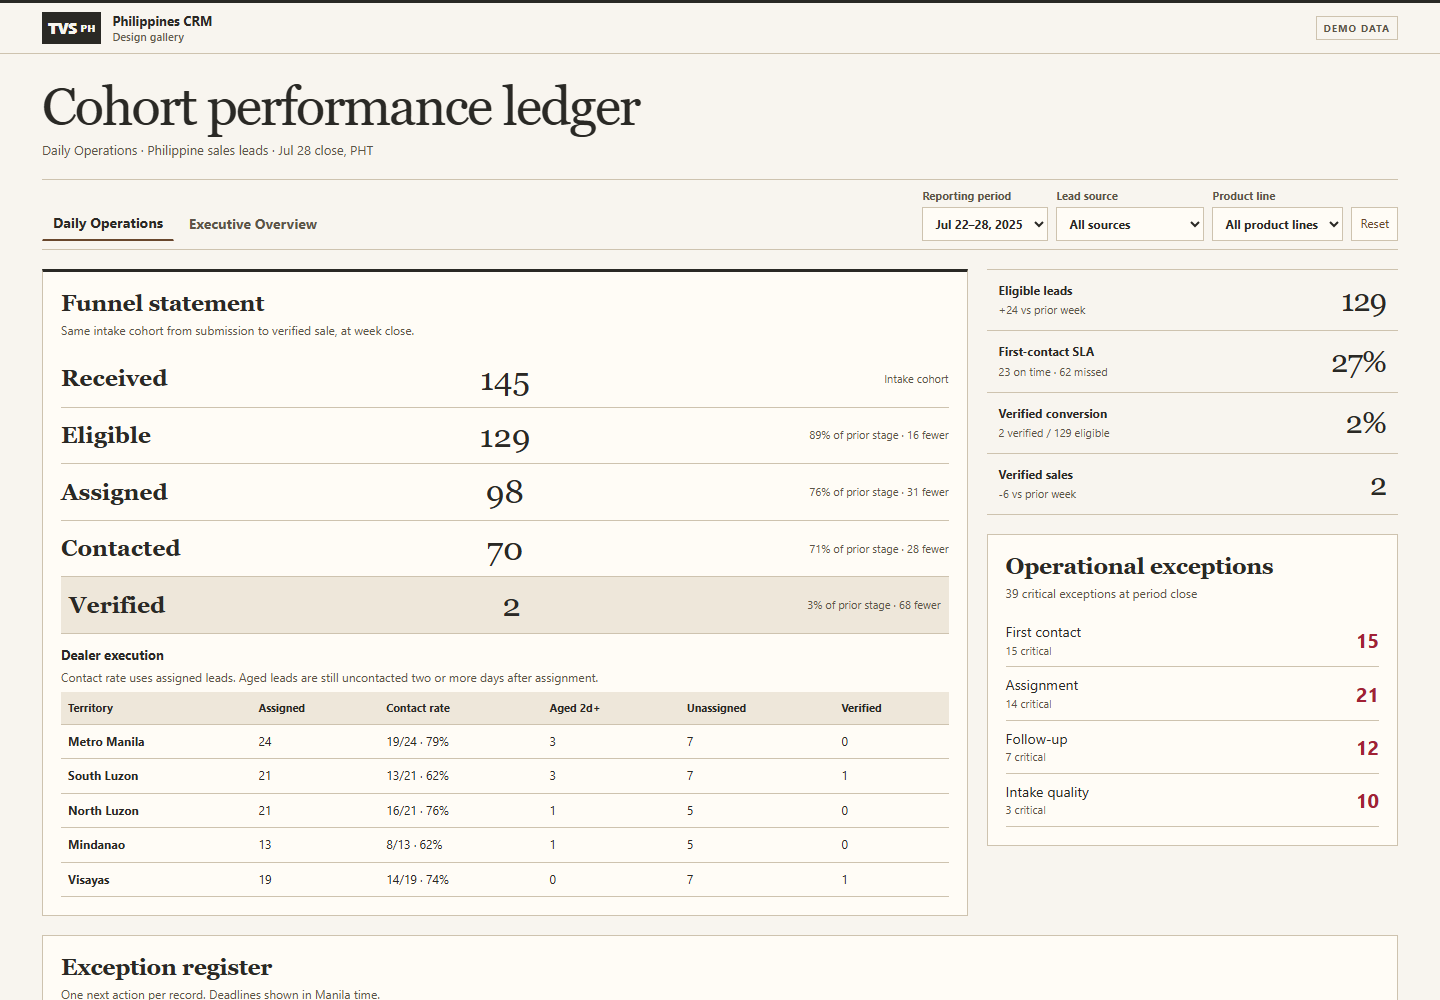 TVS PH
Philippines CRM
Design gallery
DEMO DATA
Cohort performance ledger
Daily Operations · Philippine sales leads · Jul 28 close, PHT
Daily Operations
Executive Overview
Reporting period
Lead source
Product line
Jul 22–28, 2025
All sources
All product lines
Reset
Funnel statement
Same intake cohort from submission to verified sale, at week close.
Received 145 Intake cohort
Eligible 129 89% of prior stage · 16 fewer
Assigned 98 76% of prior stage · 31 fewer
Contacted 70 71% of prior stage · 28 fewer
Verified 2 3% of prior stage · 68 fewer
Dealer execution
Contact rate uses assigned leads. Aged leads are still uncontacted two or more days after assignment.
Territory Assigned Contact rate Aged 2d+ Unassigned Verified
Metro Manila 24 19/24 · 79% 3 7 0
South Luzon 21 13/21 · 62% 3 7 1
North Luzon 21 16/21 · 76% 1 5 0
Mindanao 13 8/13 · 62% 1 5 0
Visayas 19 14/19 · 74% 0 7 1
Eligible leads
+24 vs prior week
129
First-contact SLA
23 on time · 62 missed
27%
Verified conversion
2 verified / 129 eligible
2%
Verified sales
-6 vs prior week
2
Operational exceptions
39 critical exceptions at period close
First contact
15 critical
15
Assignment
14 critical
21
Follow-up
7 critical
12
Intake quality
3 critical
10
Exception register
One next action per record. Deadlines shown in Manila time.